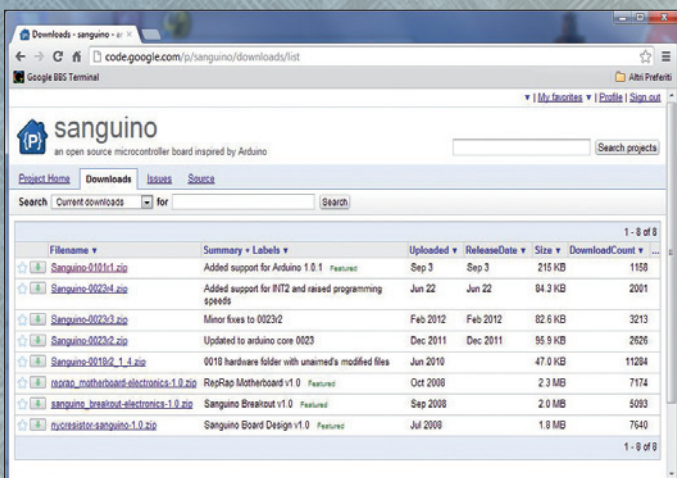 Downloads - sanguino - ar
code.google.com/p/sanguino/downloads/list
Google BBS Terminal
Altri Preferiti
My favorites ▼ | Profile | Sign out
{P}
sanguino
an open source microcontroller board inspired by Arduino
Search projects
Project Home Downloads Issues Source
Search Current downloads for Search
1 - 8 of 8
Filename ▼ Summary + Labels ▼ Uploaded ▼ ReleaseDate ▼ Size ▼ DownloadCount ▼ ...
Sanguino-0101r1.zip Added support for Arduino 1.0.1 Featured Sep 3 Sep 3 215 KB 1158
Sanguino-0023r4.zip Added support for INT2 and raised programming speeds Jun 22 Jun 22 84.3 KB 2001
Sanguino-0023r3.zip Minor fixes to 0023r2 Feb 2012 Feb 2012 82.6 KB 3213
Sanguino-0023r2.zip Updated to arduino core 0023 Dec 2011 Dec 2011 95.9 KB 2626
Sanguino-0018r2_1_4.zip 0018 hardware folder with unaimed's modified files Jun 2010 47.0 KB 11284
reprap_motherboard-electronics-1.0.zip RepRap Motherboard v1.0 Featured Oct 2008 2.3 MB 7174
sanguino_breakout-electronics-1.0.zip Sanguino Breakout v1.0 Featured Sep 2008 2.0 MB 5093
nycresistor-sanguino-1.0.zip Sanguino Board Design v1.0 Featured Jul 2008 1.8 MB 7640
1 - 8 of 8